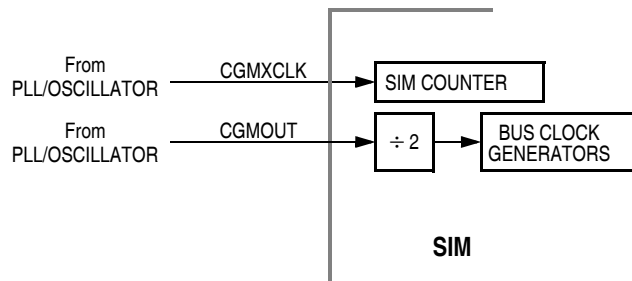 From
PLL/OSCILLATOR
CGMXCLK
SIM COUNTER
From
PLL/OSCILLATOR
CGMOUT
÷ 2
BUS CLOCK
GENERATORS
SIM